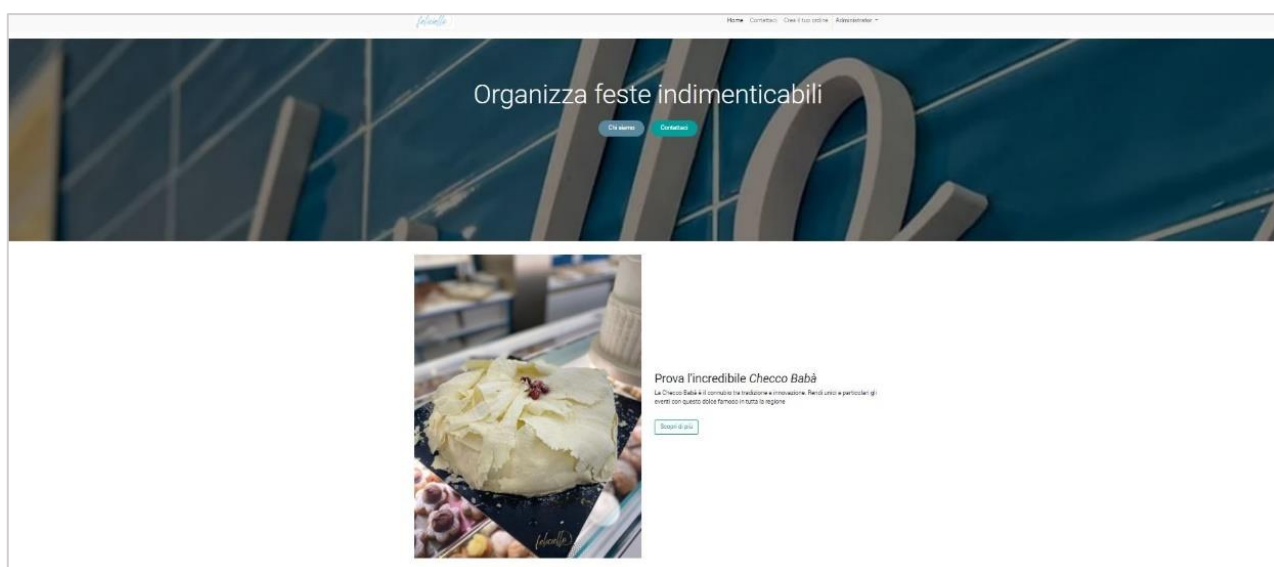 Home Contattaci Crea il tuo ordine Administrator
Organizza feste indimenticabili
Chi siamo Contattaci
Prova l'incredibile Checco Babà
La Checco Babà è il connubio tra tradizione e innovazione. Rendi unici e particolari gli
eventi con questo dolce famoso in tutta la regione
Scopri di più